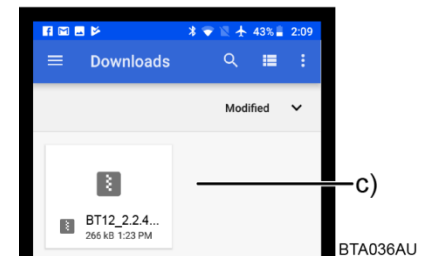 43% 2:09
Downloads
Modified
c)
BT12_2.2.4...
266 kB 1:23 PM
BTA036AU